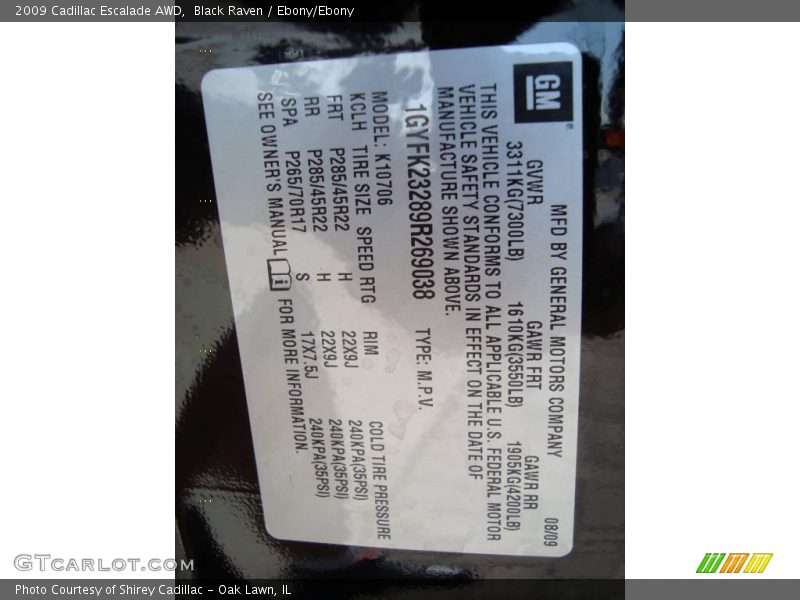 2009 Cadillac Escalade AWD,  Black Raven / Ebony/Ebony
GM ®
MFD BY GENERAL MOTORS COMPANY 08/09
GVWR GAWR FRT GAWR RR
3311KG(7300LB) 1610KG(3550LB) 1905KG(4200LB)
THIS VEHICLE CONFORMS TO ALL APPLICABLE U.S. FEDERAL MOTOR
VEHICLE SAFETY STANDARDS IN EFFECT ON THE DATE OF
MANUFACTURE SHOWN ABOVE.
1GYFK23289R269038 TYPE: M.P.V.
MODEL: K10706
KCLH TIRE SIZE SPEED RTG RIM COLD TIRE PRESSURE
FRT P285/45R22 H 22X9J 240KPA(35PSI)
RR P285/45R22 H 22X9J 240KPA(35PSI)
SPA P265/70R17 S 17X7.5J 240KPA(35PSI)
SEE OWNER'S MANUAL i FOR MORE INFORMATION.
GTcarlot.com
Photo Courtesy of Shirey Cadillac - Oak Lawn, IL